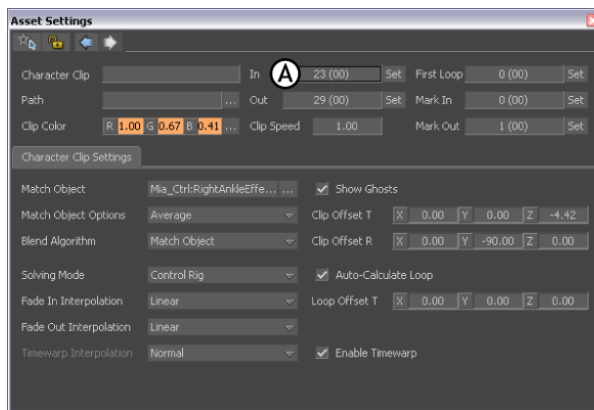 Asset Settings
Character Clip In A 23 (00) Set First Loop 0 (00) Set
Path ... Out 29 (00) Set Mark In 0 (00) Set
Clip Color R 1.00 G 0.67 B 0.41 ... Clip Speed 1.00 Mark Out 1 (00) Set
Character Clip Settings
Match Object Mia_Ctrl:RightAnkleEffe... ... Show Ghosts
Match Object Options Average Clip Offset T X 0.00 Y 0.00 Z -4.42
Blend Algorithm Match Object Clip Offset R X 0.00 Y -90.00 Z 0.00
Solving Mode Control Rig Auto-Calculate Loop
Fade In Interpolation Linear Loop Offset T X 0.00 Y 0.00 Z 0.00
Fade Out Interpolation Linear
Timewarp Interpolation Normal Enable Timewarp